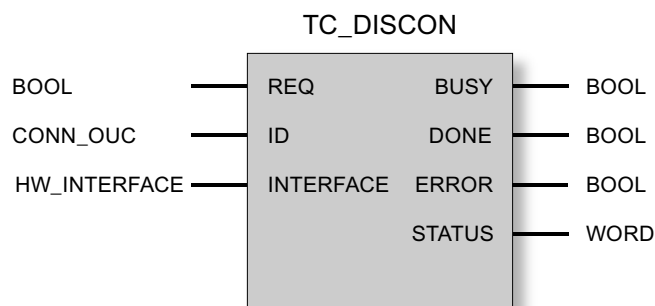 TC_DISCON
BOOL REQ BUSY BOOL
CONN_OUC ID DONE BOOL
HW_INTERFACE INTERFACE ERROR BOOL
STATUS WORD